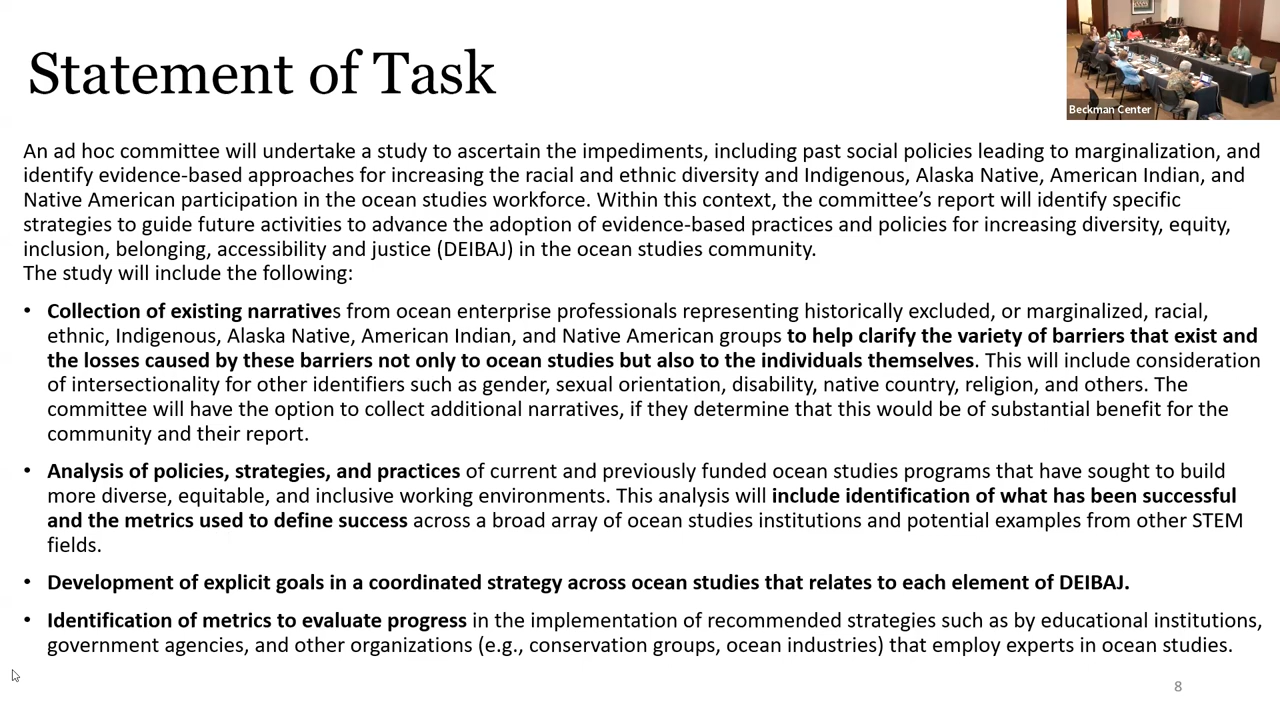 Statement of Task
Beckman Center
An ad hoc committee will undertake a study to ascertain the impediments, including past social policies leading to marginalization, and
identify evidence-based approaches for increasing the racial and ethnic diversity and Indigenous, Alaska Native, American Indian, and
Native American participation in the ocean studies workforce. Within this context, the committee’s report will identify specific
strategies to guide future activities to advance the adoption of evidence-based practices and policies for increasing diversity, equity,
inclusion, belonging, accessibility and justice (DEIBAJ) in the ocean studies community.
The study will include the following:
• Collection of existing narratives from ocean enterprise professionals representing historically excluded, or marginalized, racial,
ethnic, Indigenous, Alaska Native, American Indian, and Native American groups to help clarify the variety of barriers that exist and
the losses caused by these barriers not only to ocean studies but also to the individuals themselves. This will include consideration
of intersectionality for other identifiers such as gender, sexual orientation, disability, native country, religion, and others. The
committee will have the option to collect additional narratives, if they determine that this would be of substantial benefit for the
community and their report.
• Analysis of policies, strategies, and practices of current and previously funded ocean studies programs that have sought to build
more diverse, equitable, and inclusive working environments. This analysis will include identification of what has been successful
and the metrics used to define success across a broad array of ocean studies institutions and potential examples from other STEM
fields.
• Development of explicit goals in a coordinated strategy across ocean studies that relates to each element of DEIBAJ.
• Identification of metrics to evaluate progress in the implementation of recommended strategies such as by educational institutions,
government agencies, and other organizations (e.g., conservation groups, ocean industries) that employ experts in ocean studies.
8